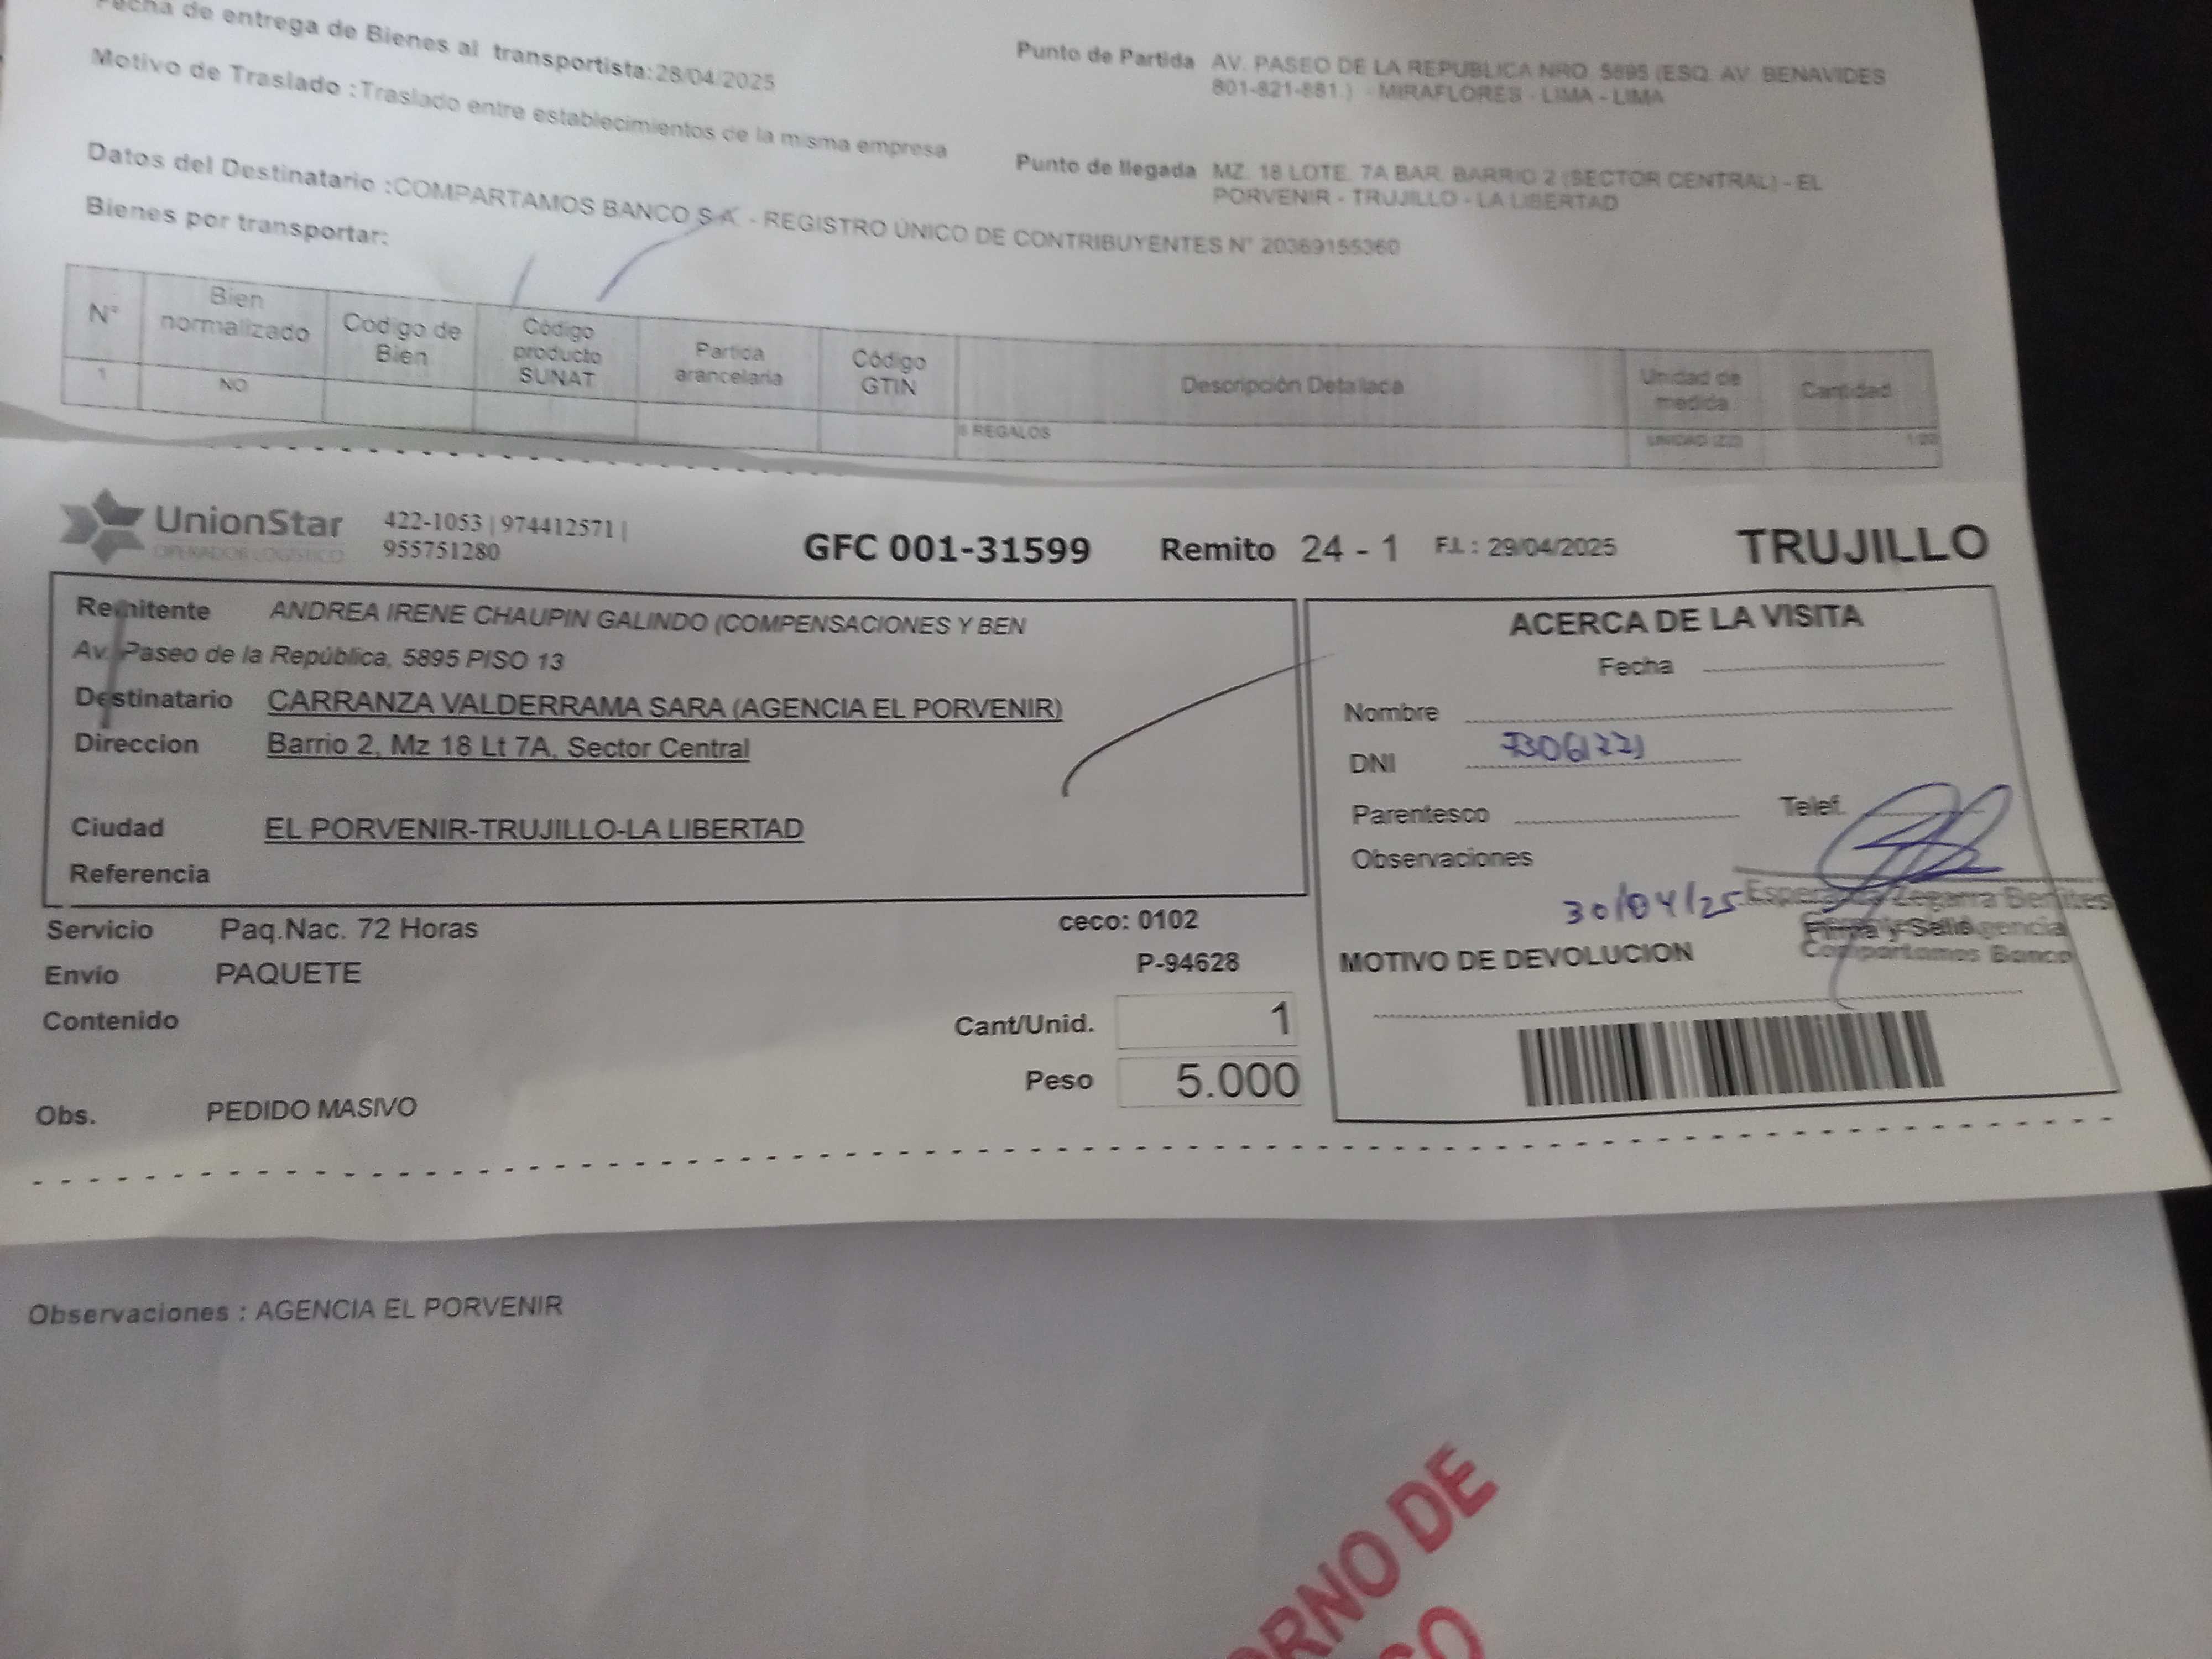 Fecha de entrega de Bienes al transportista:28/04/2025
Motivo de Traslado :Traslado entre establecimientos de la misma empresa
Datos del Destinatario :COMPARTAMOS BANCO S.A. - REGISTRO ÚNICO DE CONTRIBUYENTES N° 20369155360
Bienes por transportar:
Punto de Partida AV. PASEO DE LA REPUBLICA NRO. 5895 (ESQ. AV. BENAVIDES
801-821-881.) - MIRAFLORES - LIMA - LIMA
Punto de llegada MZ. 18 LOTE. 7A BAR. BARRIO 2 (SECTOR CENTRAL) - EL
PORVENIR - TRUJILLO - LA LIBERTAD
N° Bien normalizado Código de Bien Código producto SUNAT Partida arancelaria Código GTIN Descripción Detallada Unidad de medida Cantidad
1 NO REGALOS UNIDAD (ZZ)
UnionStar
OPERADOR LOGÍSTICO
422-1053 | 974412571 |
955751280
GFC 001-31599 Remito 24 - 1 F.I.: 29/04/2025 TRUJILLO
Remitente ANDREA IRENE CHAUPIN GALINDO (COMPENSACIONES Y BEN
Av. Paseo de la República, 5895 PISO 13
Destinatario CARRANZA VALDERRAMA SARA (AGENCIA EL PORVENIR)
Direccion Barrio 2, Mz 18 Lt 7A, Sector Central
Ciudad EL PORVENIR-TRUJILLO-LA LIBERTAD
Referencia
ACERCA DE LA VISITA
Fecha
Nombre
DNI
Parentesco Telef.
Observaciones
30/04/25
Zegarra Benites
Firma y Sello
Agencia
Compartamos Banco
MOTIVO DE DEVOLUCION
Servicio Paq.Nac. 72 Horas ceco: 0102
Envío PAQUETE P-94628
Contenido
Cant/Unid. 1
Peso 5.000
Obs. PEDIDO MASIVO
Observaciones : AGENCIA EL PORVENIR
ORNO DE